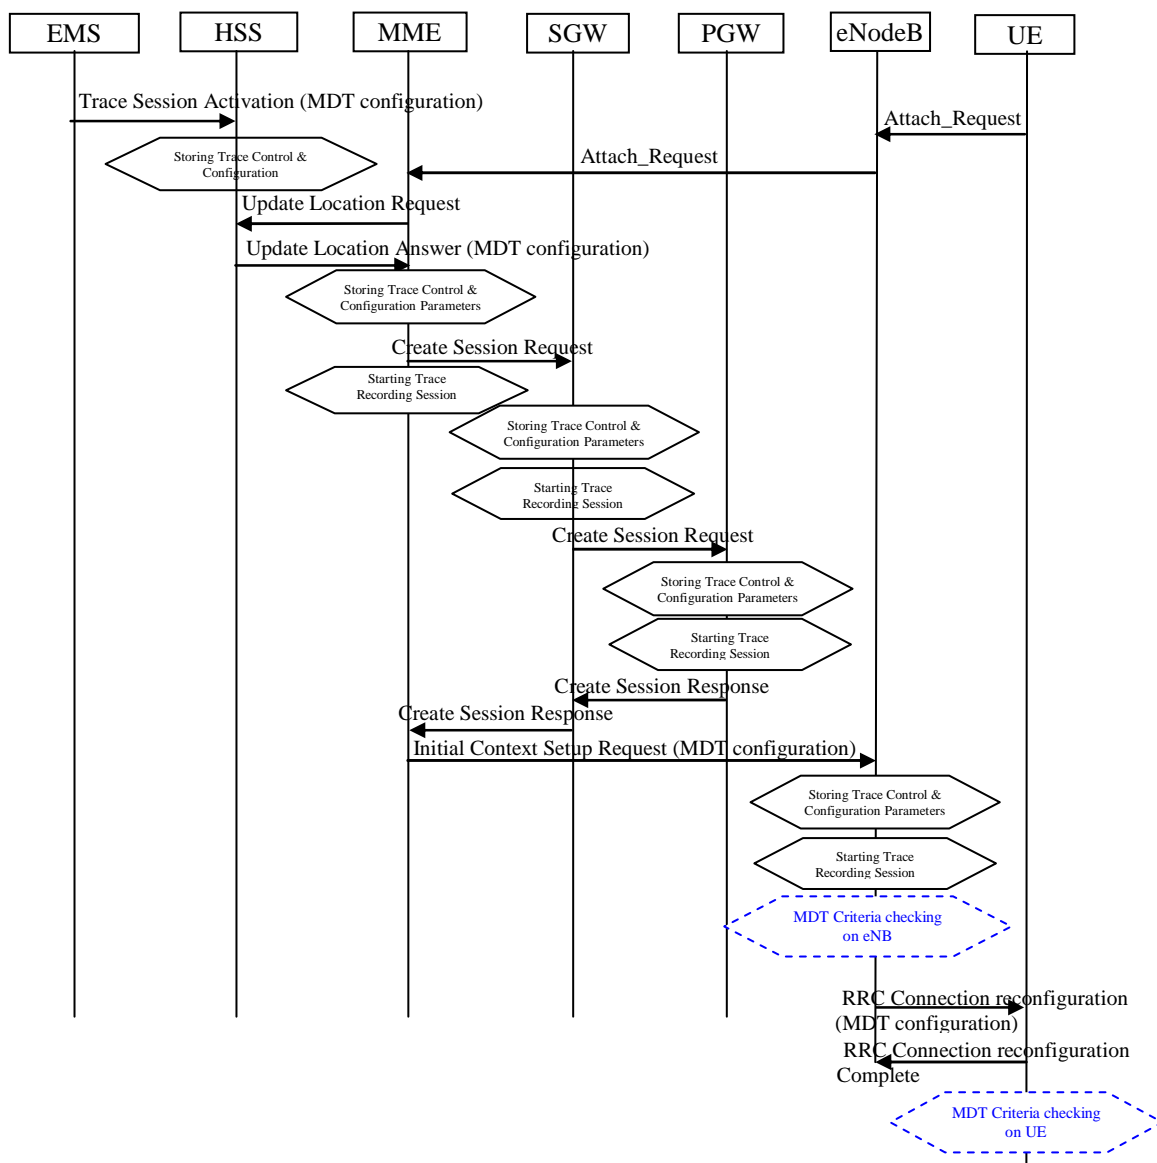 EMS
HSS
MME
SGW
PGW
eNodeB
UE
Trace Session Activation (MDT configuration)
Attach_Request
Storing Trace Control &
Configuration
Attach_Request
Update Location Request
Update Location Answer (MDT configuration)
Storing Trace Control &
Configuration Parameters
Create Session Request
Starting Trace
Recording Session
Storing Trace Control &
Configuration Parameters
Starting Trace
Recording Session
Create Session Request
Storing Trace Control &
Configuration Parameters
Starting Trace
Recording Session
Create Session Response
Create Session Response
Initial Context Setup Request (MDT configuration)
Storing Trace Control &
Configuration Parameters
Starting Trace
Recording Session
MDT Criteria checking
on eNB
RRC Connection reconfiguration
(MDT configuration)
RRC Connection reconfiguration
Complete
MDT Criteria checking
on UE